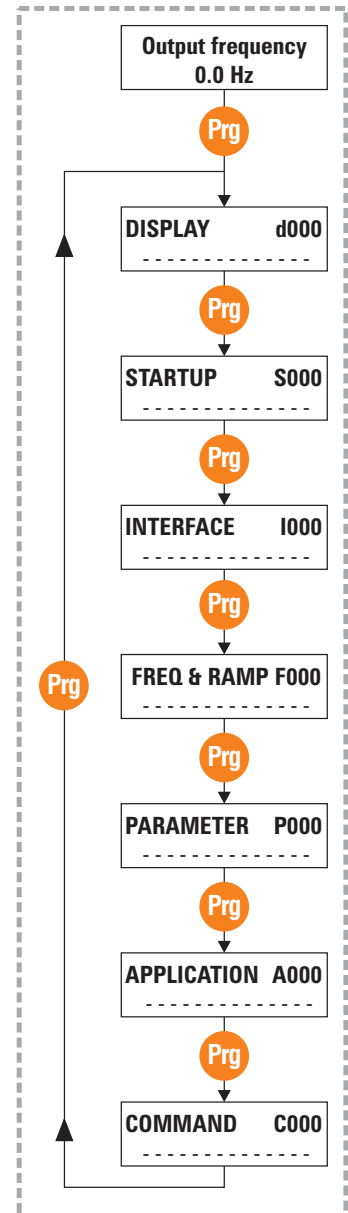 Output frequency
0.0 Hz
Prg
DISPLAY d000
- - - - - - - - - - - - - -
Prg
STARTUP S000
- - - - - - - - - - - - - -
Prg
INTERFACE I000
- - - - - - - - - - - - - -
Prg
FREQ & RAMP F000
- - - - - - - - - - - - - -
Prg
Prg
PARAMETER P000
- - - - - - - - - - - - - -
Prg
APPLICATION A000
- - - - - - - - - - - - - -
Prg
COMMAND C000
- - - - - - - - - - - - - -